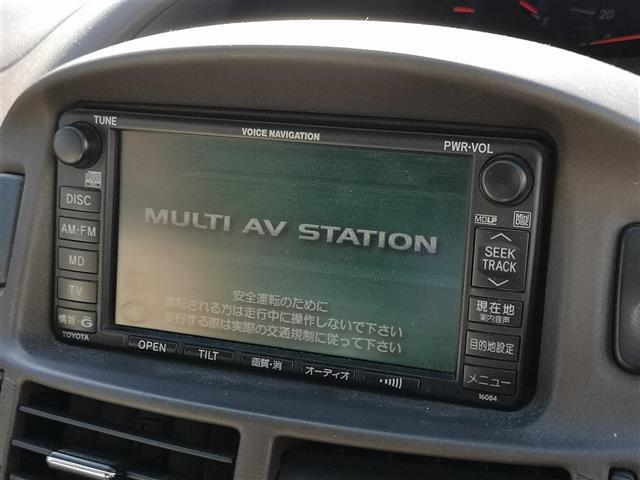 TUNE
VOICE NAVIGATION
PWR·VOL
DISC
AM·FM
MD
TV
情報·G
TOYOTA
MULTI AV STATION
安全運転のために
運転される方は走行中に操作しないで下さい
走行する際は実際の交通規制に従って下さい
MDLP
Mini Disc
SEEK
TRACK
現在地
案内音声
目的地設定
メニュー
16084
OPEN
TILT
画質·消
オーディオ
E
20
0